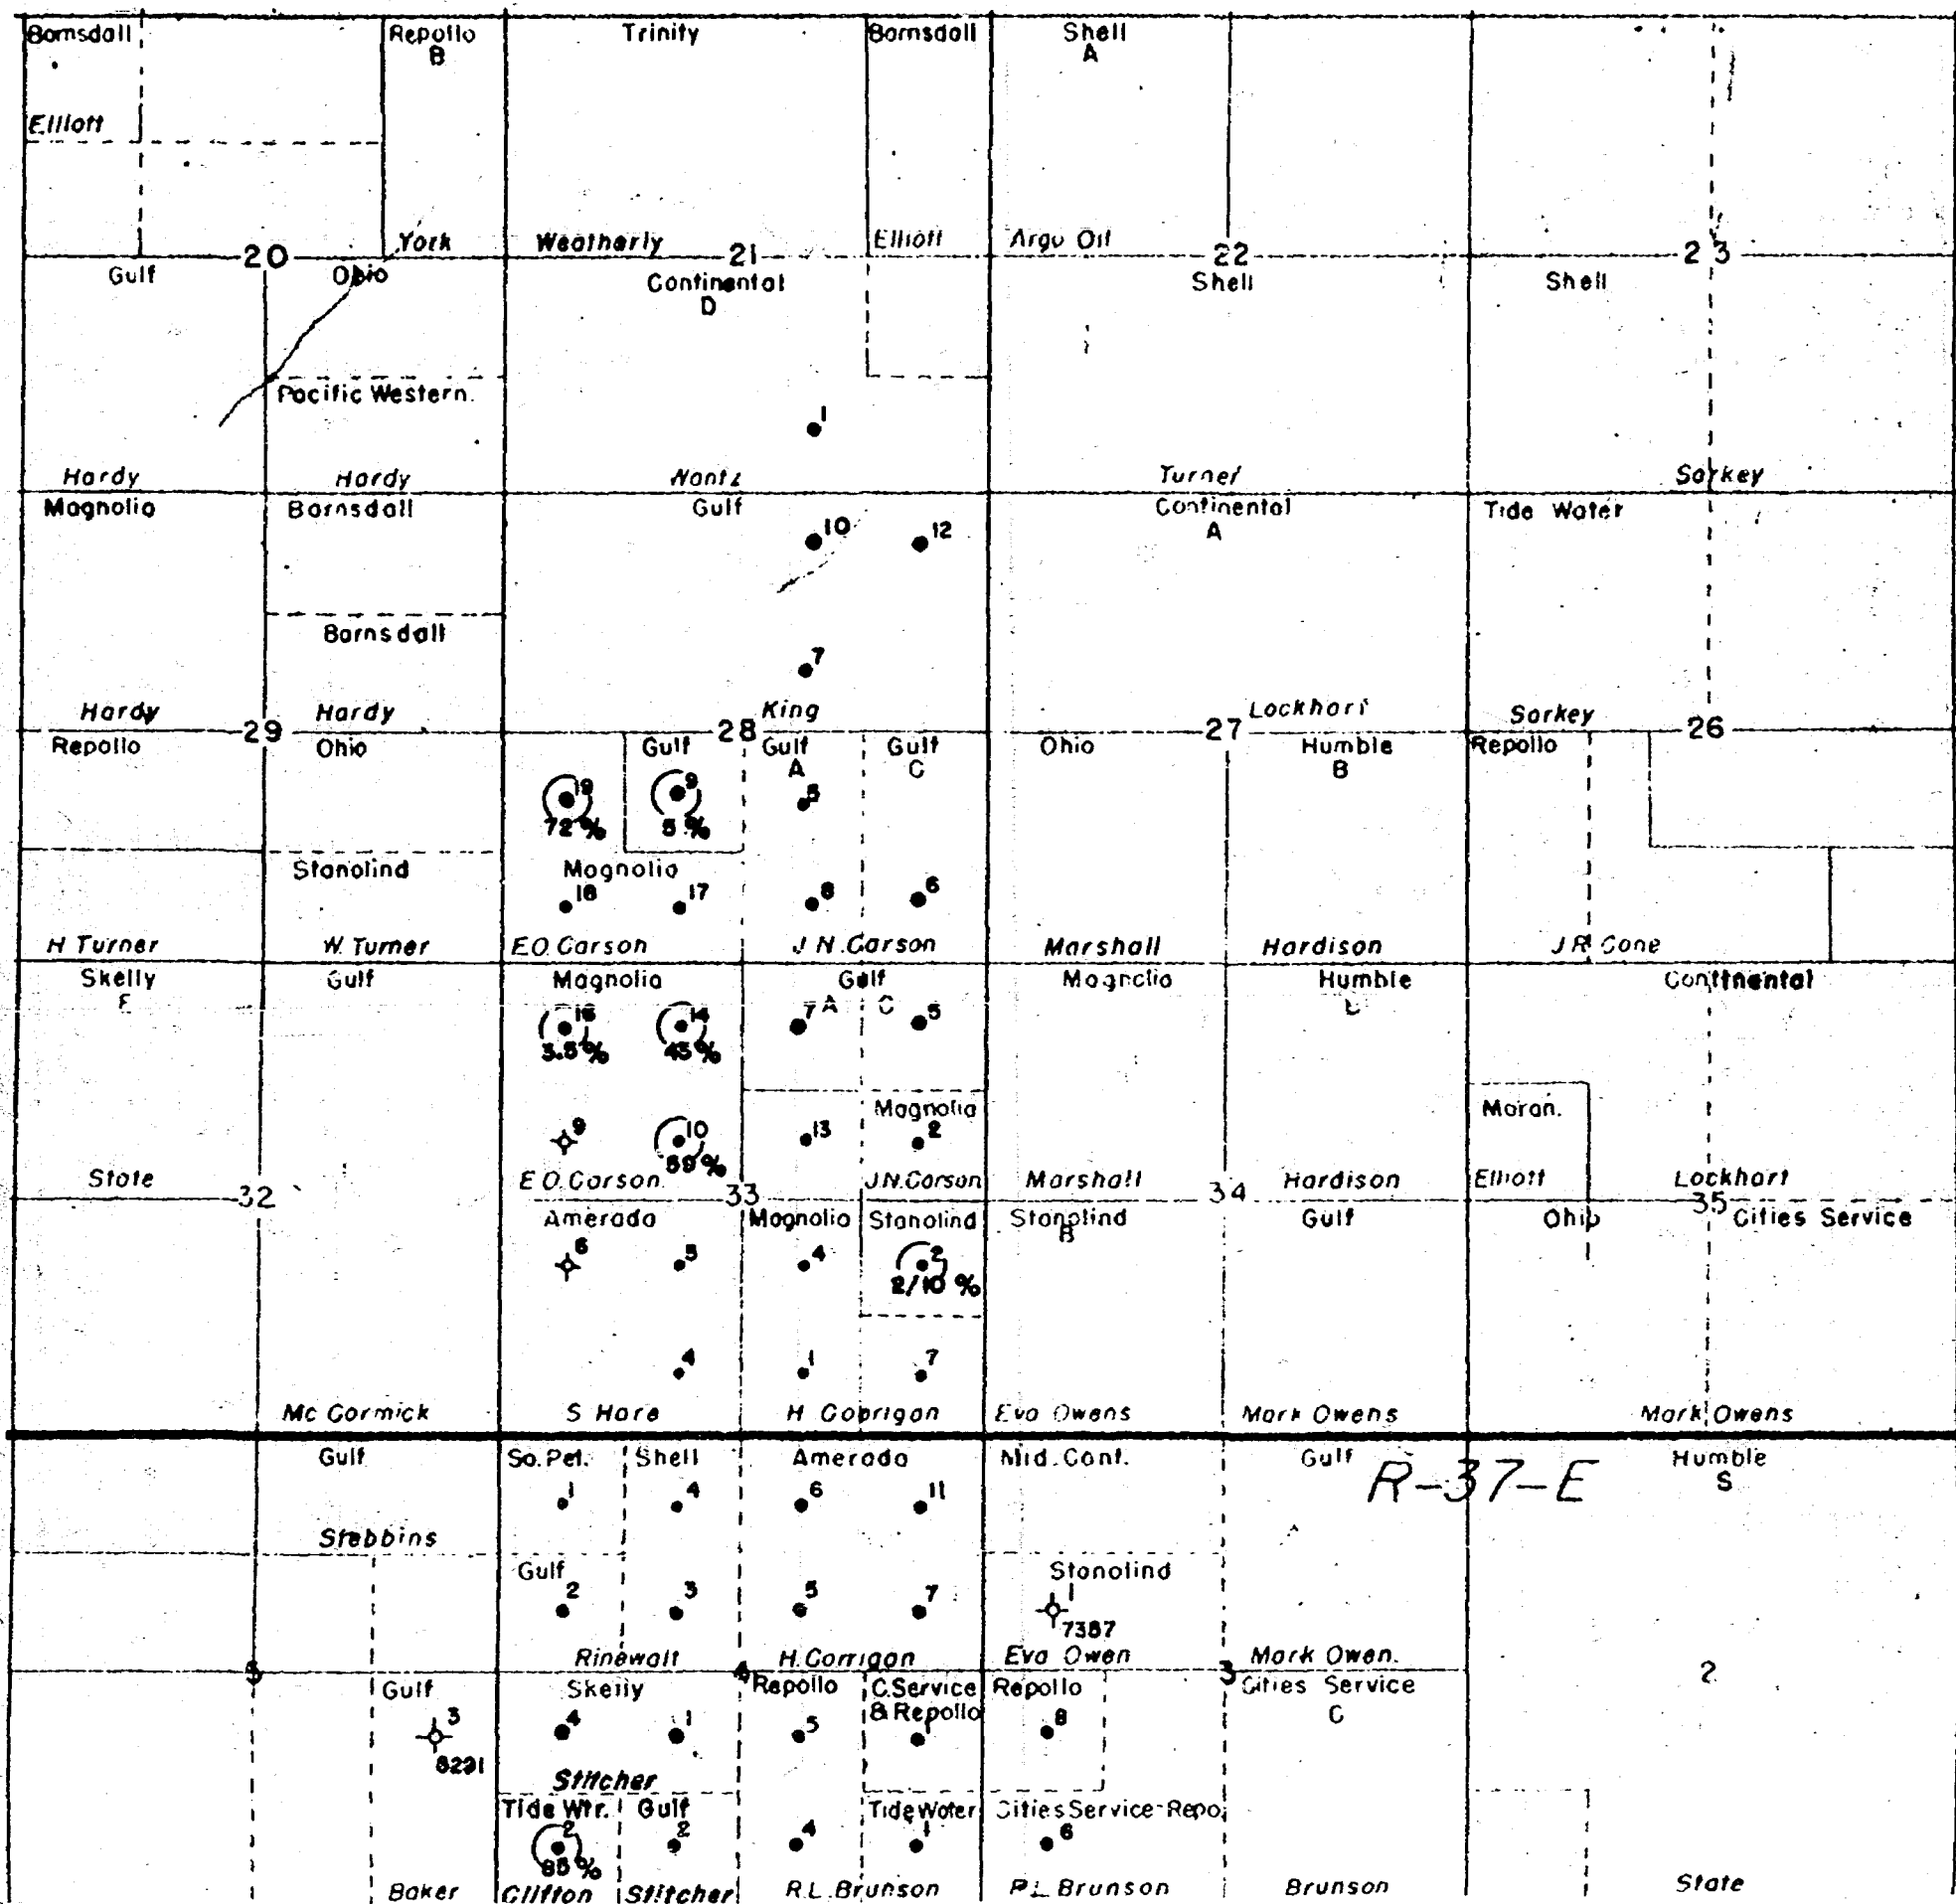 Barnsdall
Repollo
B
Trinity
Barnsdall
Shell
A
Elliott
York
Weatherly
Elliott
Argo Oil
20
21
22
23
Gulf
Ohio
Continental
D
Shell
Shell
Pacific Western.
1
Hardy
Hardy
Nantz
Turner
Sarkey
Magnolia
Barnsdall
Gulf
Continental
A
Tide Water
10
12
Barnsdall
7
Hardy
Hardy
King
Lockhart
Sarkey
29
28
27
26
Repollo
Ohio
Gulf
Gulf
A
Gulf
C
Ohio
Humble
B
Repollo
19
9
5
72%
5%
Stanolind
Magnolia
18
17
8
6
H Turner
W. Turner
E.O. Carson
J N. Carson
Marshall
Hardison
J R Cone
Skelly
Gulf
Magnolia
Gulf
Magnolia
Humble
Continental
A
C
14
7
5
3.5%
45%
Magnolia
Moran.
9
10
13
2
59%
State
E O. Carson
J.N. Carson
Marshall
Hardison
Elliott
Lockhart
32
33
34
35
Amerada
Magnolia
Stanolind
Stanolind
B
Gulf
Ohio
Cities Service
6
5
4
2
2/10 %
4
1
7
Mc Cormick
S Hare
H Corrigan
Eva Owens
Mark Owens
Mark Owens
Gulf
So. Pet.
Shell
Amerada
Mid. Cont.
Gulf
R-37-E
Humble
S
1
4
6
11
Stebbins
Gulf
Stanolind
2
3
5
7
1
7387
Rinewalt
H. Corrigan
Eva Owen
Mark Owen.
4
3
2
Gulf
Skelly
Repollo
C. Service
& Repollo
Repollo
Cities Service
C
3
8291
4
1
5
1
8
Stitcher
Tide Wtr.
Gulf
Tide Water
Cities Service-Repo.
2
2
4
1
6
85%
Baker
Clifton
Stitcher
R.L. Brunson
R L Brunson
Brunson
State